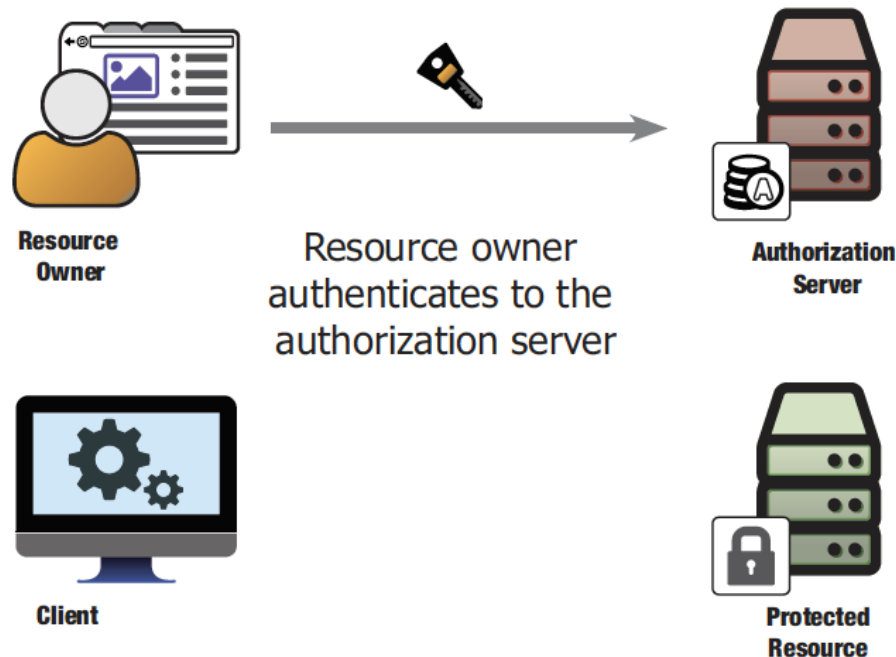 Resource
Owner
Resource owner
authenticates to the
authorization server
A
Authorization
Server
Client
Protected
Resource